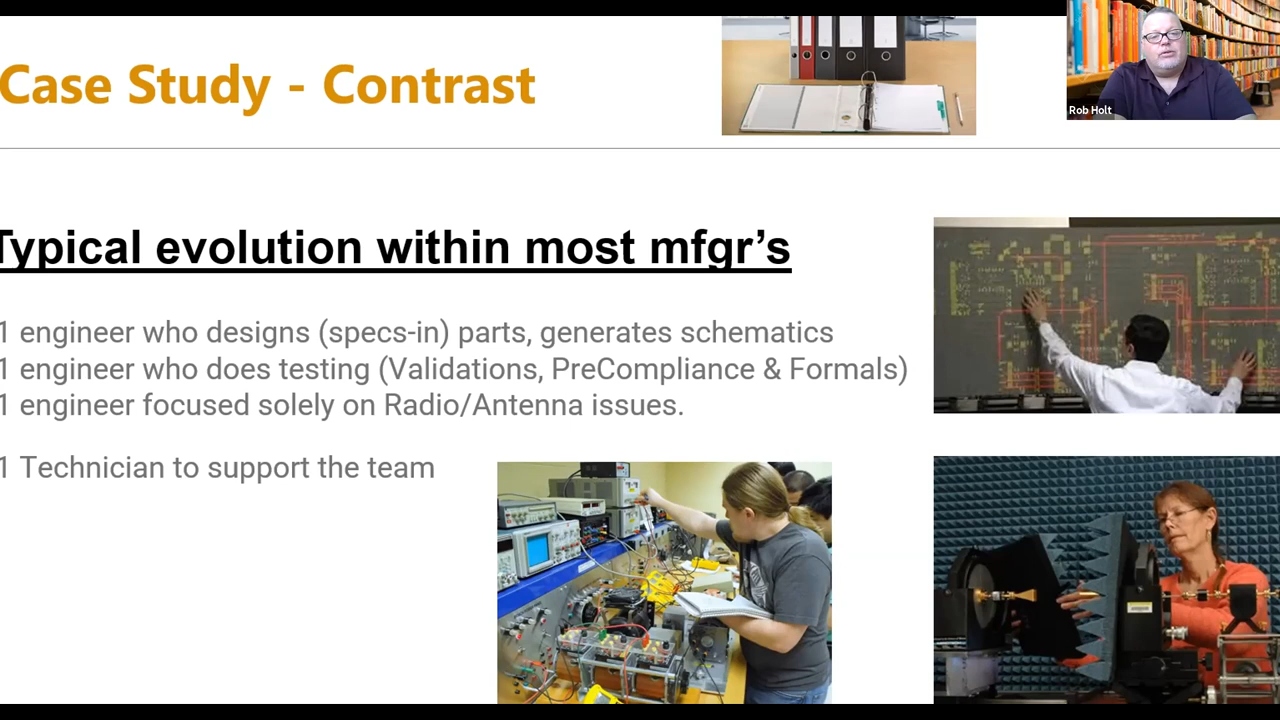 Case Study - Contrast
Rob Holt
Typical evolution within most mfgr's
1 engineer who designs (specs-in) parts, generates schematics
1 engineer who does testing (Validations, PreCompliance & Formals)
1 engineer focused solely on Radio/Antenna issues.
1 Technician to support the team